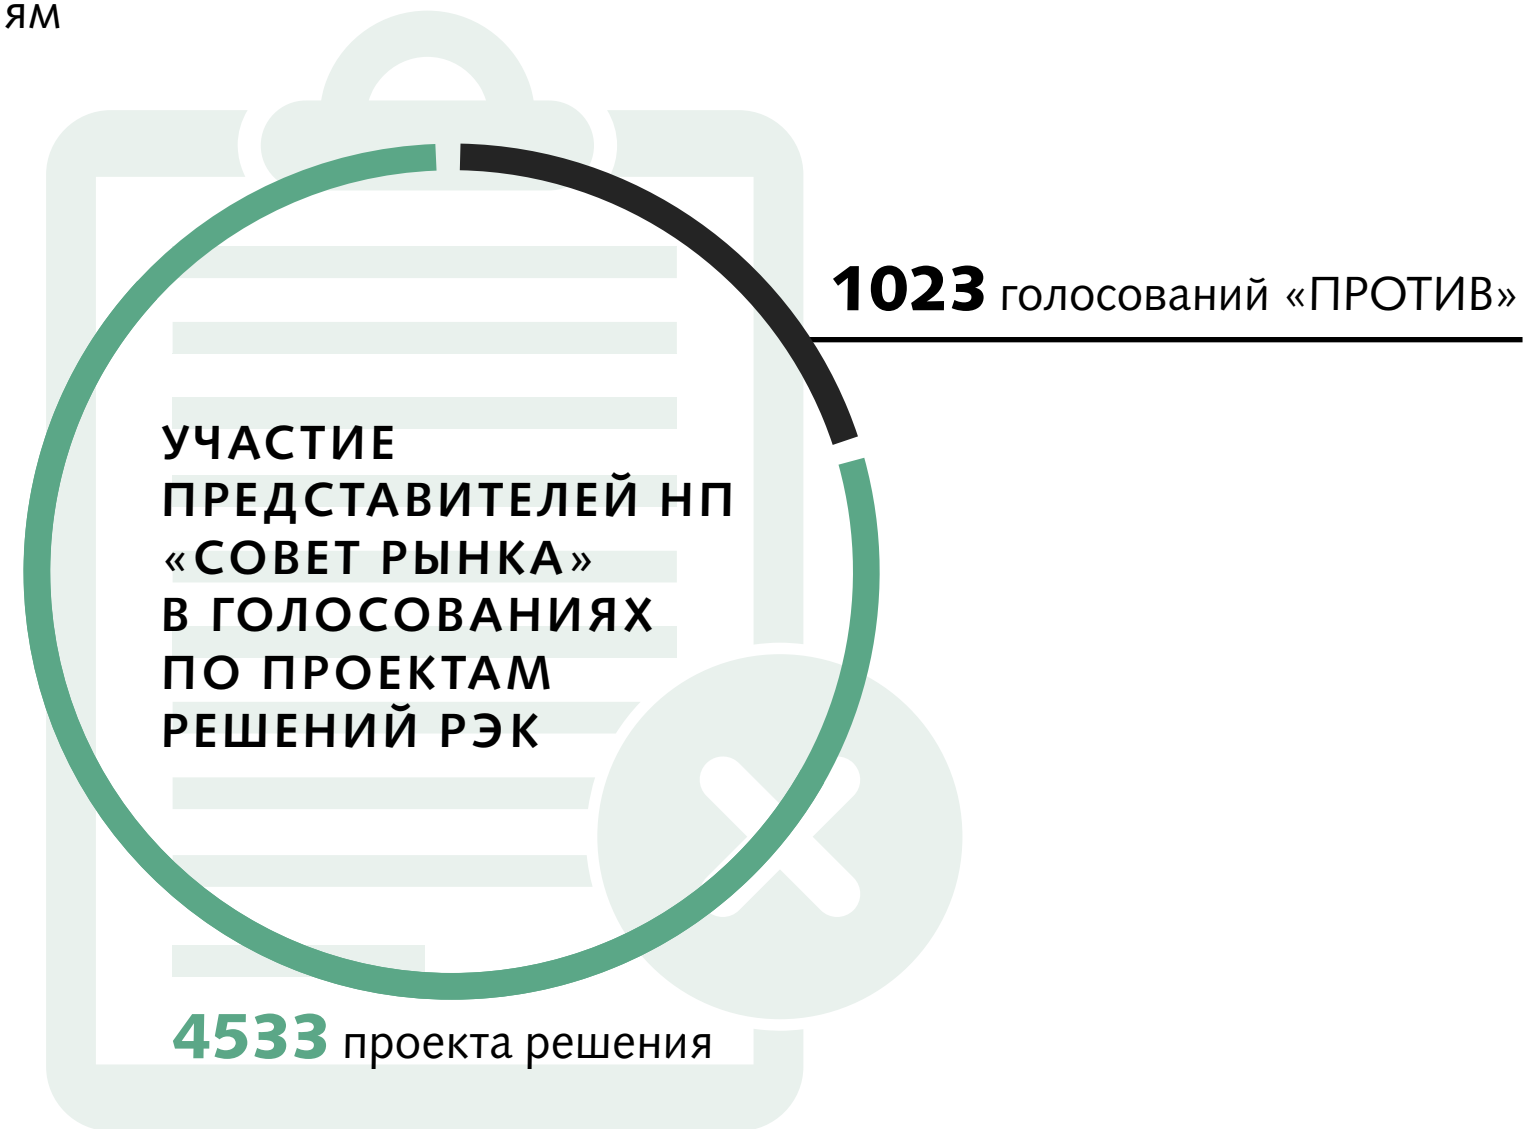 ям
1023 голосований «ПРОТИВ»
УЧАСТИЕ
ПРЕДСТАВИТЕЛЕЙ НП
«СОВЕТ РЫНКА»
В ГОЛОСОВАНИЯХ
ПО ПРОЕКТАМ
РЕШЕНИЙ РЭК
4533 проекта решения